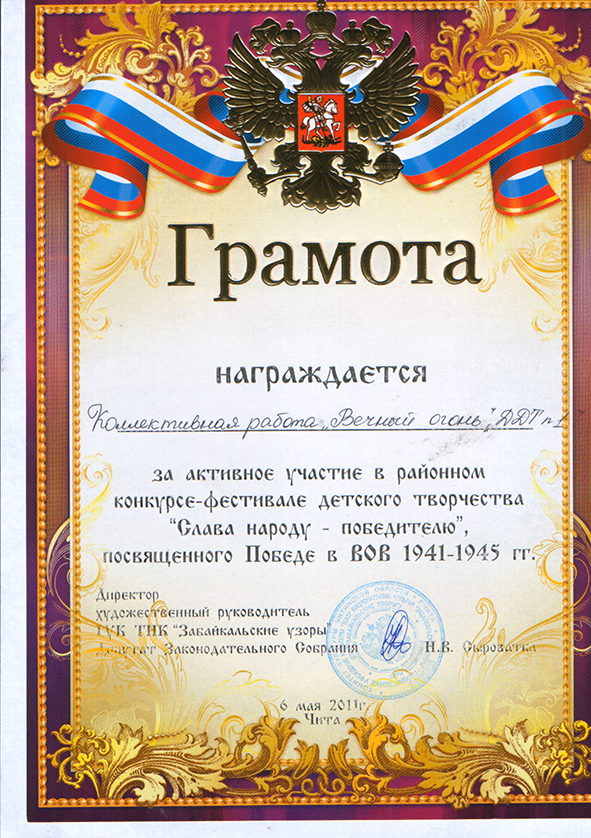 Грамота
награждается
Коллективная работа „Вечный огонь", ДДТ п.1"
за активное участие в районном
конкурсе-фестивале детского творчества
"Слава народу - победителю",
посвященного Победе в ВОВ 1941-1945 гг.
Директор
художественный руководитель
ГУК ТНК "Забайкальские узоры"
Депутат Законодательного Собрания Н.В. Сыроватка
6 мая 2011г.
Чита